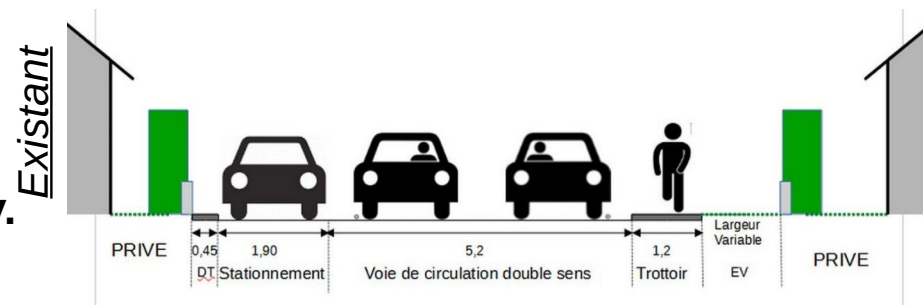 Existant
Largeur
Variable
PRIVE
0,45
1,90
5,2
1,2
PRIVE
DT
Stationnement
Voie de circulation double sens
Trottoir
EV